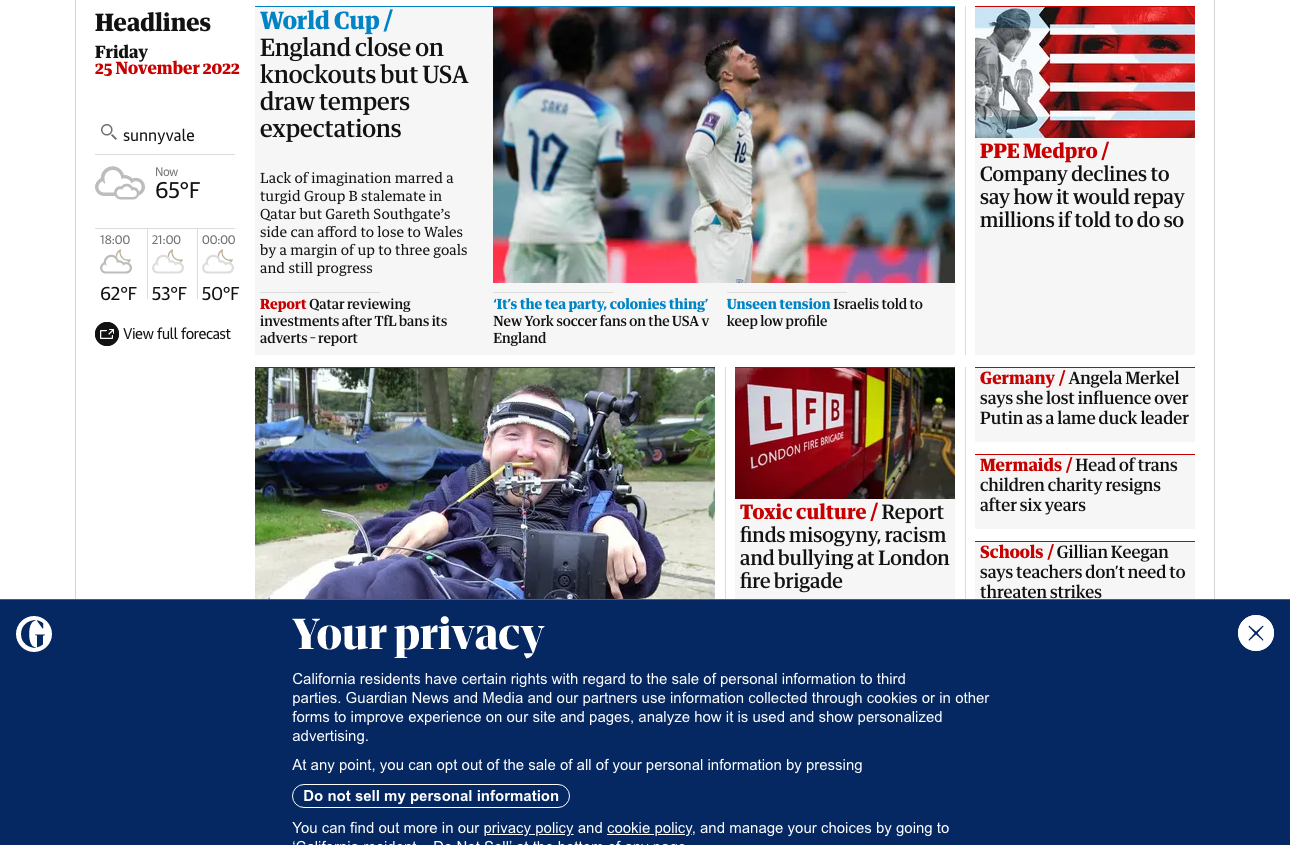 Headlines
Friday
25 November 2022
sunnyvale
Now
65°F
18:00
21:00
00:00
62°F
53°F
50°F
View full forecast
World Cup /
England close on
knockouts but USA
draw tempers
expectations
Lack of imagination marred a
turgid Group B stalemate in
Qatar but Gareth Southgate’s
side can afford to lose to Wales
by a margin of up to three goals
and still progress
SAKA
17
19
Report Qatar reviewing
investments after TfL bans its
adverts – report
‘It’s the tea party, colonies thing’
New York soccer fans on the USA v
England
Unseen tension Israelis told to
keep low profile
PPE Medpro /
Company declines to
say how it would repay
millions if told to do so
LFB
LONDON FIRE BRIGADE
Toxic culture / Report
finds misogyny, racism
and bullying at London
fire brigade
Germany / Angela Merkel
says she lost influence over
Putin as a lame duck leader
Mermaids / Head of trans
children charity resigns
after six years
Schools / Gillian Keegan
says teachers don’t need to
threaten strikes
Your privacy
California residents have certain rights with regard to the sale of personal information to third
parties. Guardian News and Media and our partners use information collected through cookies or in other
forms to improve experience on our site and pages, analyze how it is used and show personalized
advertising.
At any point, you can opt out of the sale of all of your personal information by pressing
Do not sell my personal information
You can find out more in our privacy policy and cookie policy, and manage your choices by going to
‘California resident – Do Not Sell’ at the bottom of any page.